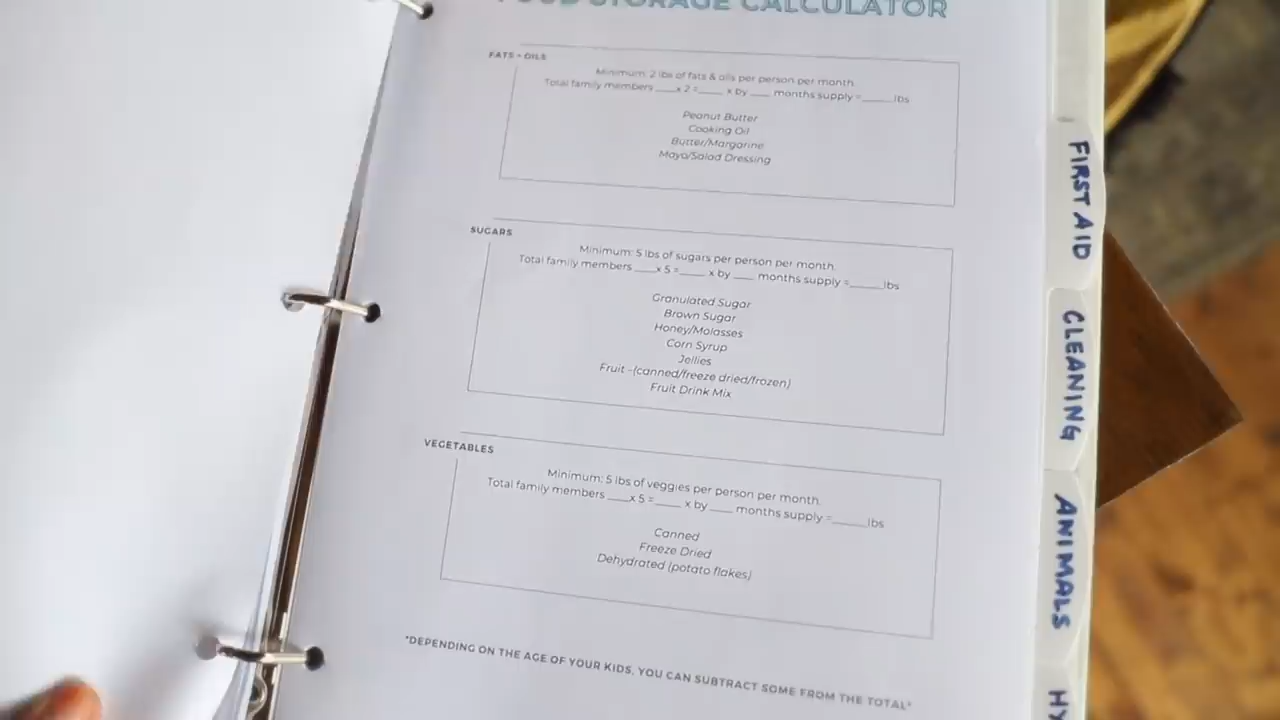 FOOD STORAGE CALCULATOR
FATS + OILS
Minimum: 2 lbs of fats & oils per person per month.
Total family members ____x 2 =____ x by ____ months supply =______lbs
Peanut Butter
Cooking Oil
Butter/Margarine
Mayo/Salad Dressing
SUGARS
Minimum: 5 lbs of sugars per person per month.
Total family members ____x 5 =____ x by ____ months supply =______lbs
Granulated Sugar
Brown Sugar
Honey/Molasses
Corn Syrup
Jellies
Fruit -(canned/freeze dried/frozen)
Fruit Drink Mix
VEGETABLES
Minimum: 5 lbs of veggies per person per month.
Total family members ____x 5 =____ x by ____ months supply =______lbs
Canned
Freeze Dried
Dehydrated (potato flakes)
*DEPENDING ON THE AGE OF YOUR KIDS, YOU CAN SUBTRACT SOME FROM THE TOTAL*
FIRST AID
CLEANING
ANIMALS